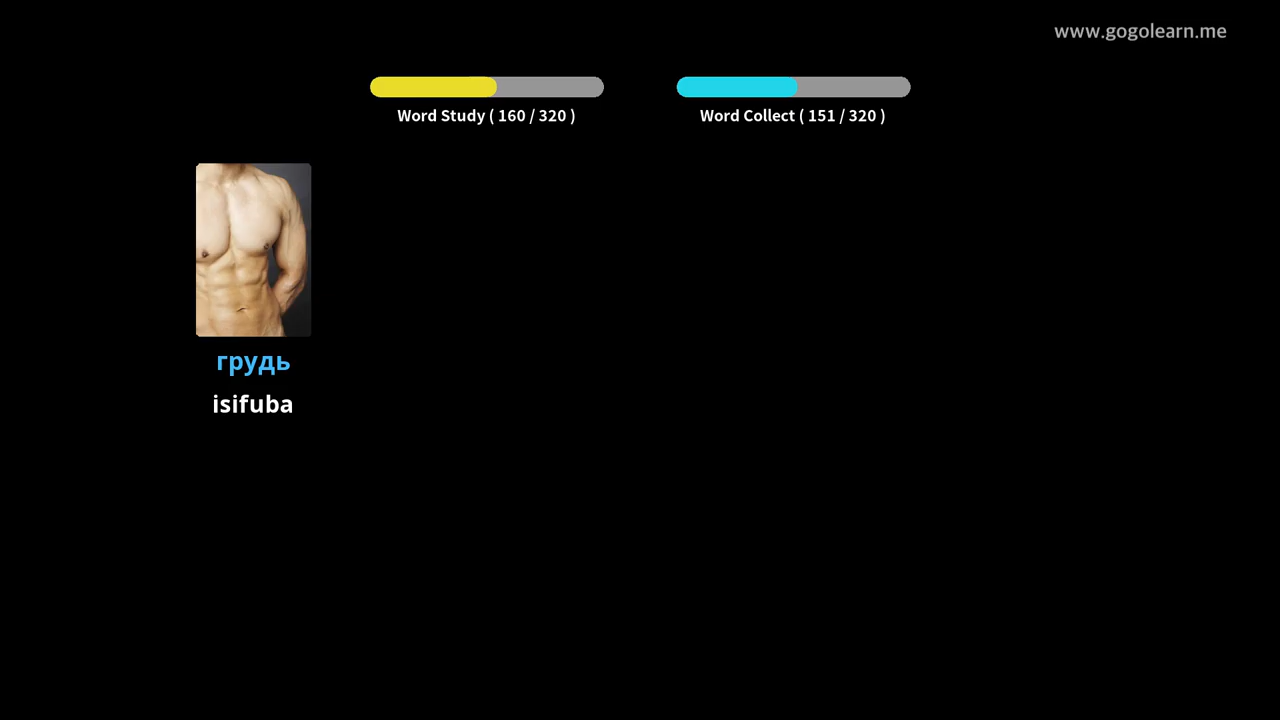 www.gogolearn.me
Word Study ( 160 / 320 )
Word Collect ( 151 / 320 )
грудь
isifuba